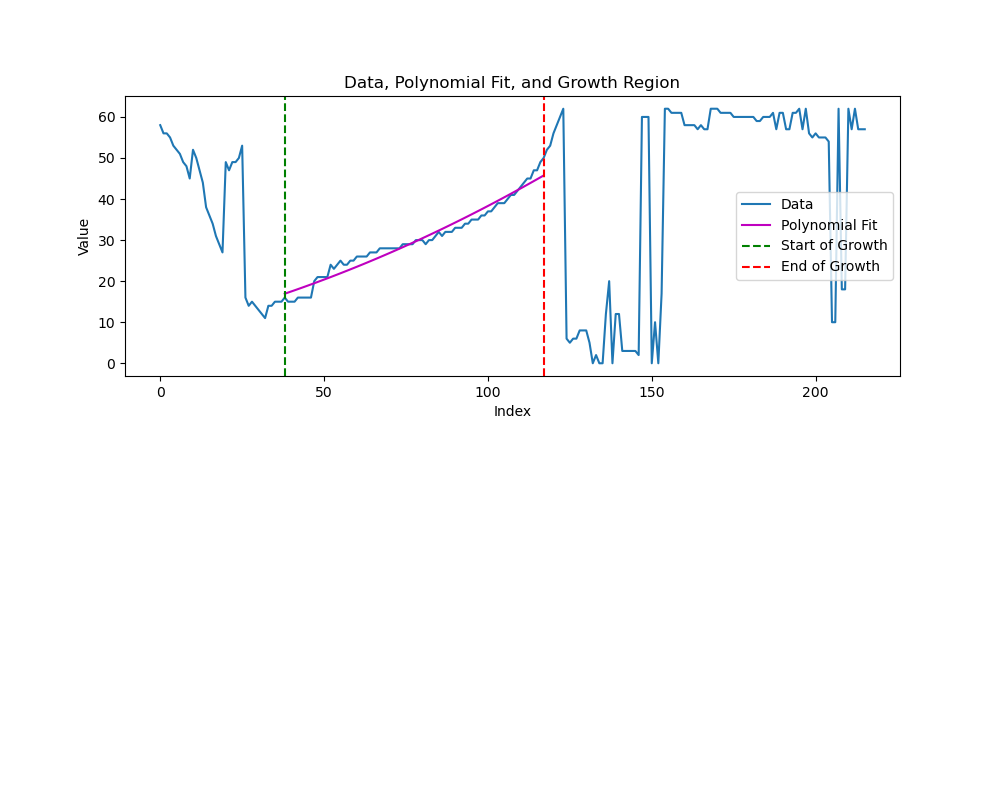 Data, Polynomial Fit, and Growth Region
60
50
40
30
20
10
0
Value
0 50 100 150 200
Index
Data
Polynomial Fit
Start of Growth
End of Growth